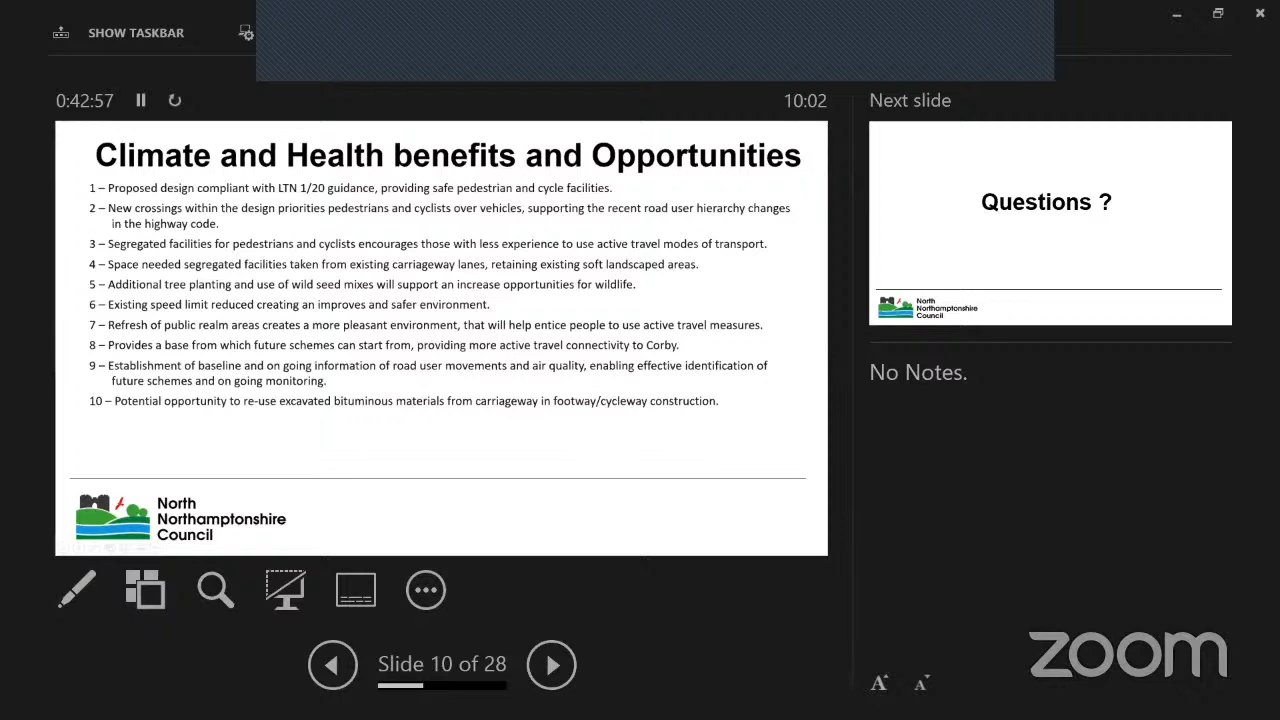 SHOW TASKBAR
0:42:57
10:02
Climate and Health benefits and Opportunities
1 – Proposed design compliant with LTN 1/20 guidance, providing safe pedestrian and cycle facilities.
2 – New crossings within the design priorities pedestrians and cyclists over vehicles, supporting the recent road user hierarchy changes
in the highway code.
3 – Segregated facilities for pedestrians and cyclists encourages those with less experience to use active travel modes of transport.
4 – Space needed segregated facilities taken from existing carriageway lanes, retaining existing soft landscaped areas.
5 – Additional tree planting and use of wild seed mixes will support an increase opportunities for wildlife.
6 – Existing speed limit reduced creating an improves and safer environment.
7 – Refresh of public realm areas creates a more pleasant environment, that will help entice people to use active travel measures.
8 – Provides a base from which future schemes can start from, providing more active travel connectivity to Corby.
9 – Establishment of baseline and on going information of road user movements and air quality, enabling effective identification of
future schemes and on going monitoring.
10 – Potential opportunity to re-use excavated bituminous materials from carriageway in footway/cycleway construction.
North
Northamptonshire
Council
Slide 10 of 28
Next slide
Questions ?
North
Northamptonshire
Council
No Notes.
A A
zoom